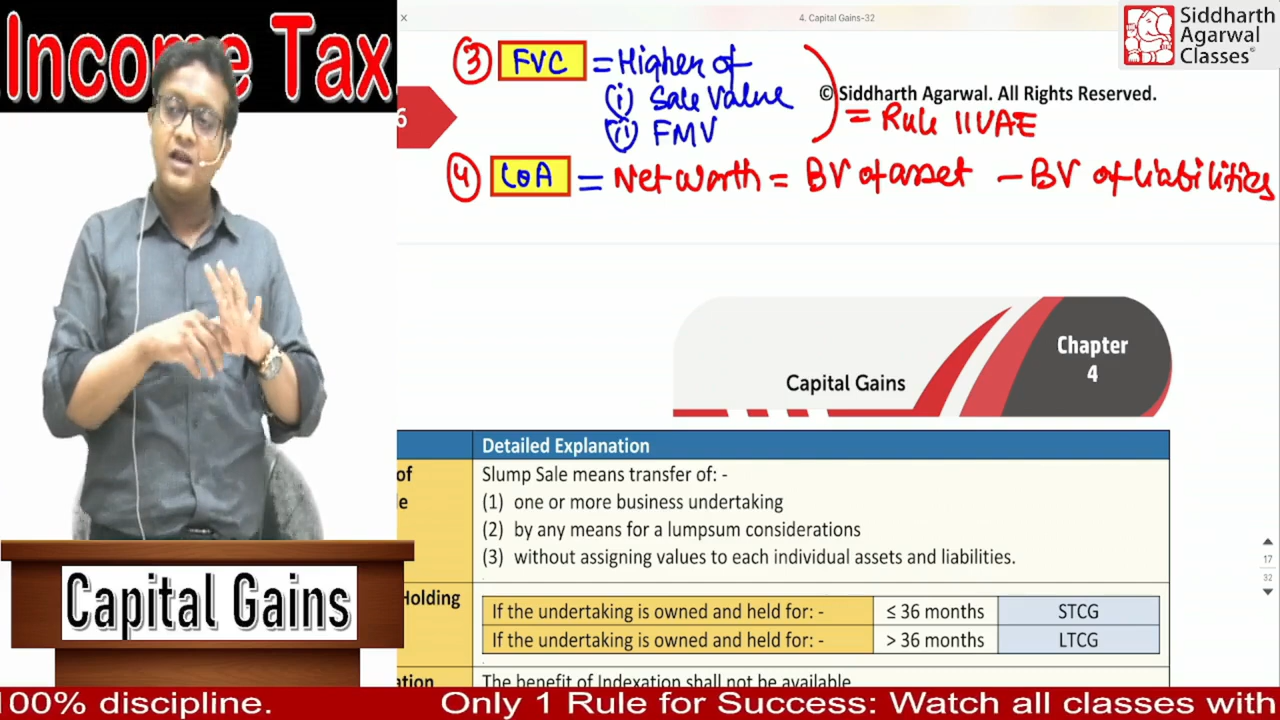 Income Tax
×
4. Capital Gains-32
Siddharth
Agarwal
Classes®
③ FVC = Higher of
(i) Sale Value
(ii) FMV
= Rule 11UAE
© Siddharth Agarwal. All Rights Reserved.
6
④ COA = Net worth = BV of asset - BV of liabilities
Capital Gains
Chapter
4
Detailed Explanation
of
e
Slump Sale means transfer of: -
(1) one or more business undertaking
(2) by any means for a lumpsum considerations
(3) without assigning values to each individual assets and liabilities.
17
32
Holding
If the undertaking is owned and held for: - ≤ 36 months STCG
If the undertaking is owned and held for: - > 36 months LTCG
ation
The benefit of Indexation shall not be available
Capital Gains
100% discipline.
Only 1 Rule for Success: Watch all classes with